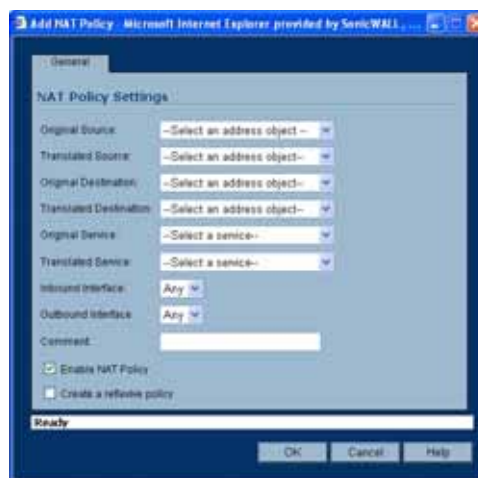 Add NAT Policy - Microsoft Internet Explorer provided by SonicWALL, ...
General
NAT Policy Settings
Original Source: --Select an address object--
Translated Source: --Select an address object--
Original Destination: --Select an address object--
Translated Destination: --Select an address object--
Original Service: --Select a service--
Translated Service: --Select a service--
Inbound Interface: Any
Outbound Interface: Any
Comment:
Enable NAT Policy
Create a reflexive policy
Ready
OK Cancel Help